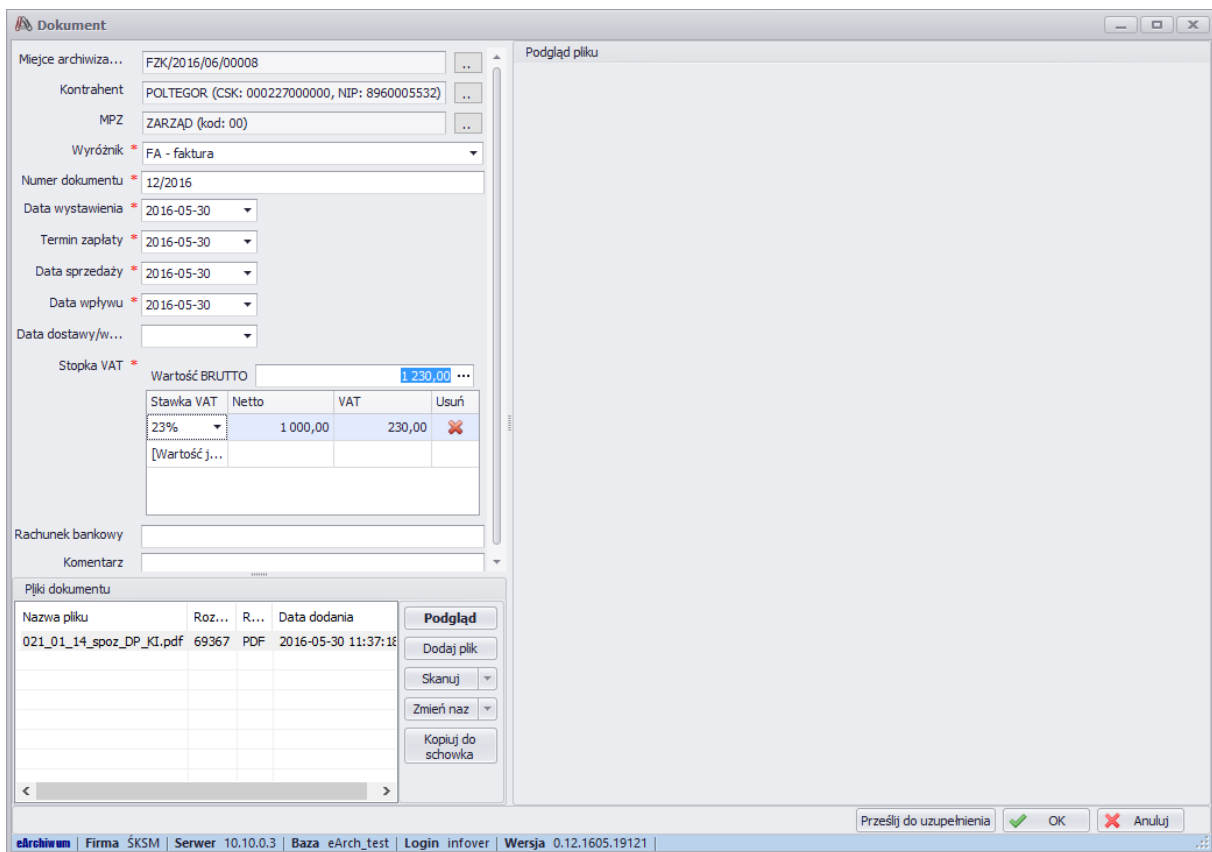 Dokument
Miejce archiwiza... FZK/2016/06/00008 ..
Kontrahent POLTEGOR (CSK: 000227000000, NIP: 8960005532) ..
MPZ ZARZĄD (kod: 00) ..
Wyróżnik * FA - faktura
Numer dokumentu * 12/2016
Data wystawienia * 2016-05-30
Termin zapłaty * 2016-05-30
Data sprzedaży * 2016-05-30
Data wpływu * 2016-05-30
Data dostawy/w...
Stopka VAT *
Wartość BRUTTO 1 230,00 ...
Stawka VAT Netto VAT Usuń
23% 1 000,00 230,00
[Wartość j...
Rachunek bankowy
Komentarz
Pliki dokumentu
Nazwa pliku Roz... R... Data dodania
021_01_14_spoz_DP_KI.pdf 69367 PDF 2016-05-30 11:37:18
Podgląd
Dodaj plik
Skanuj
Zmień naz
Kopiuj do
schowka
Podgląd pliku
Prześlij do uzupełnienia OK Anuluj
eArchiwum | Firma ŚKSM | Serwer 10.10.0.3 | Baza eArch_test | Login infover | Wersja 0.12.1605.19121 |